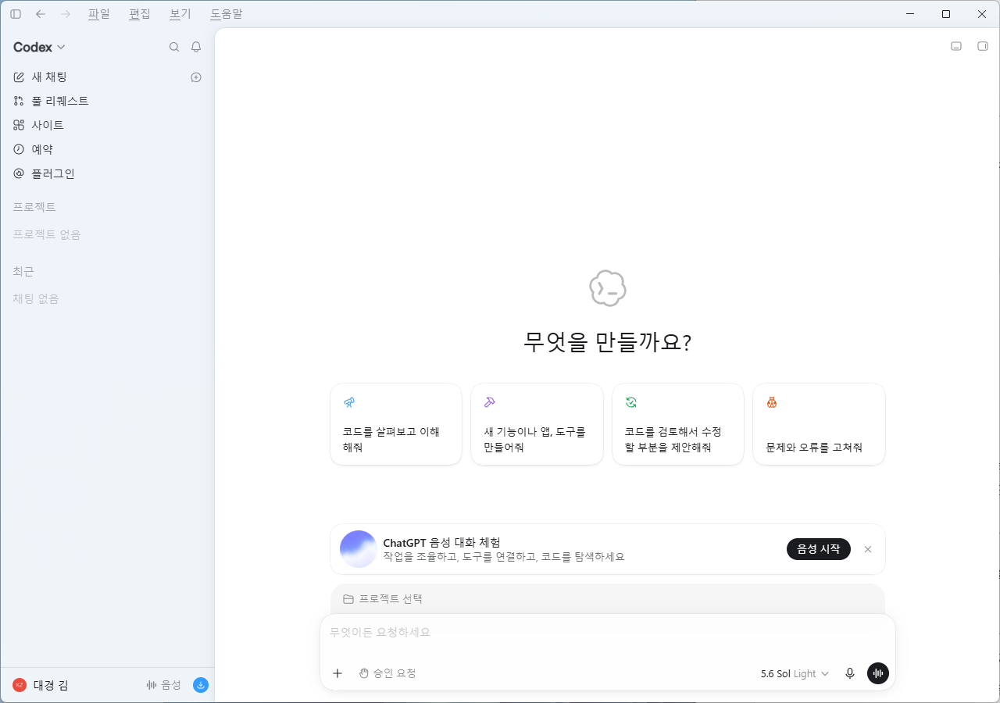 파일 편집 보기 도움말
Codex
새 채팅
풀 리퀘스트
사이트
예약
플러그인
프로젝트
프로젝트 없음
최근
채팅 없음
KZ 대경 김 음성
무엇을 만들까요?
코드를 살펴보고 이해
해줘
새 기능이나 앱, 도구를
만들어줘
코드를 검토해서 수정
할 부분을 제안해줘
문제와 오류를 고쳐줘
ChatGPT 음성 대화 체험
작업을 조율하고, 도구를 연결하고, 코드를 탐색하세요
음성 시작
프로젝트 선택
무엇이든 요청하세요
승인 요청
5.6 Sol Light